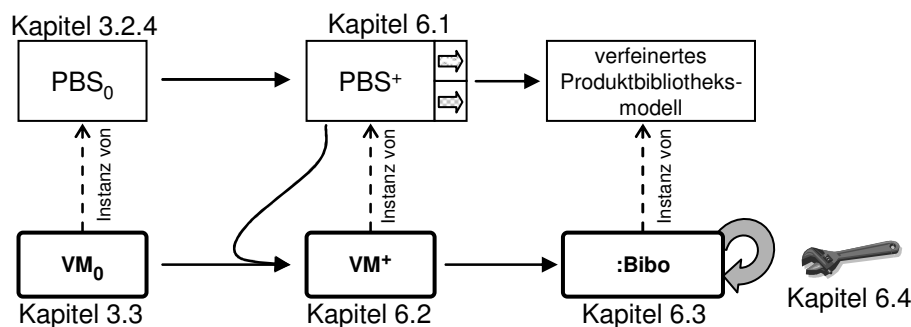 Kapitel 3.2.4
Kapitel 6.1
PBS0
PBS+
verfeinertes
Produktbibliotheks-
modell
Instanz von
Instanz von
Instanz von
VM0
VM+
:Bibo
Kapitel 3.3
Kapitel 6.2
Kapitel 6.3
Kapitel 6.4